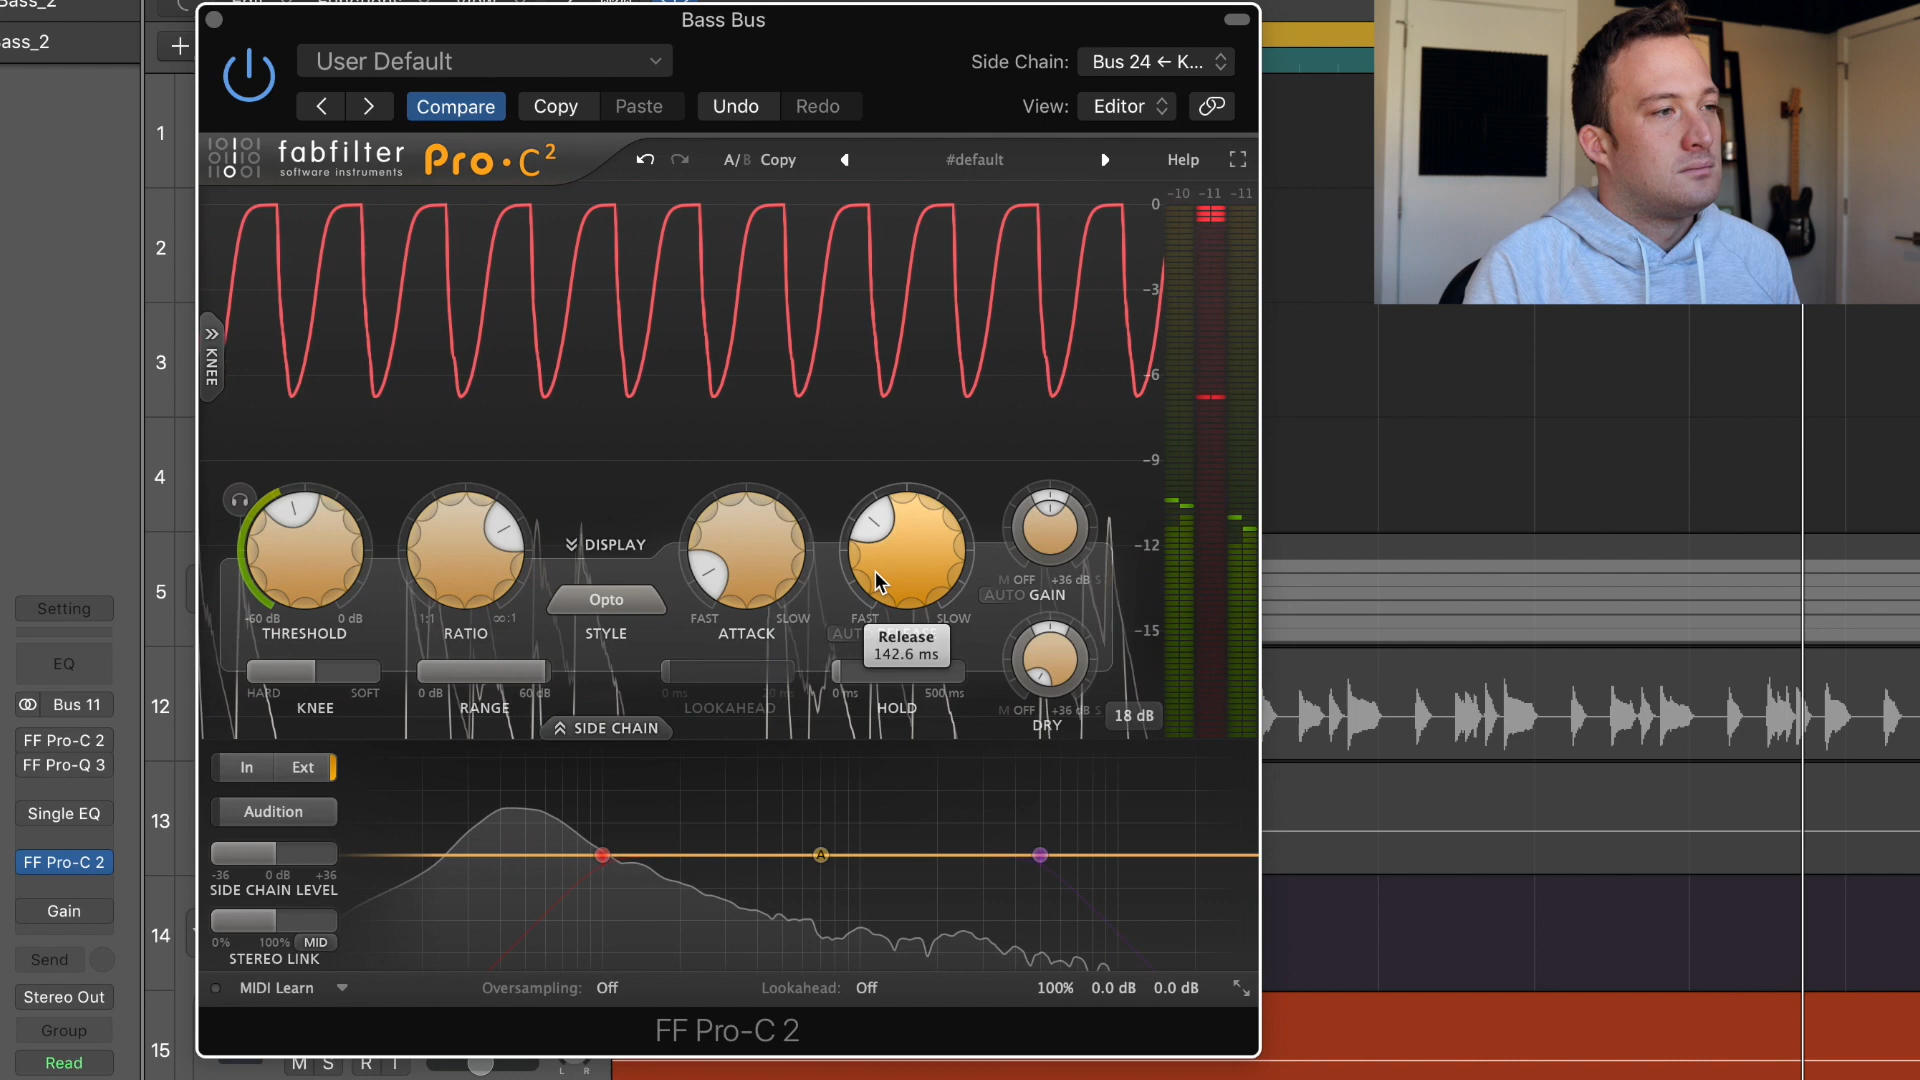 Bass_2
ass_2
Bass Bus
User Default
Side Chain: Bus 24 ← K...
Compare Copy Paste Undo Redo
View: Editor
fabfilter
software instruments
Pro·C 2
A/B Copy #default Help
-10 -11 -11
0
-3
-6
-9
-12
-15
18 dB
KNEE
1
2
3
4
5
12
13
14
15
DISPLAY
-60 dB 0 dB
THRESHOLD
1:1 ∞:1
RATIO
Opto
STYLE
FAST SLOW
ATTACK
FAST SLOW
AUT
Release
142.6 ms
M OFF +36 dB S
AUTO GAIN
HARD SOFT
KNEE
0 dB 60 dB
RANGE
0 ms 20 ms
LOOKAHEAD
0 ms 500 ms
HOLD
M OFF +36 dB S
DRY
SIDE CHAIN
In Ext
Audition
-36 0 dB +36
SIDE CHAIN LEVEL
0% 100% MID
STEREO LINK
A
MIDI Learn
Oversampling: Off
Lookahead: Off
100% 0.0 dB 0.0 dB
FF Pro-C 2
Setting
EQ
Bus 11
FF Pro-C 2
FF Pro-Q 3
Single EQ
FF Pro-C 2
Gain
Send
Stereo Out
Group
Read
M S R I
L R